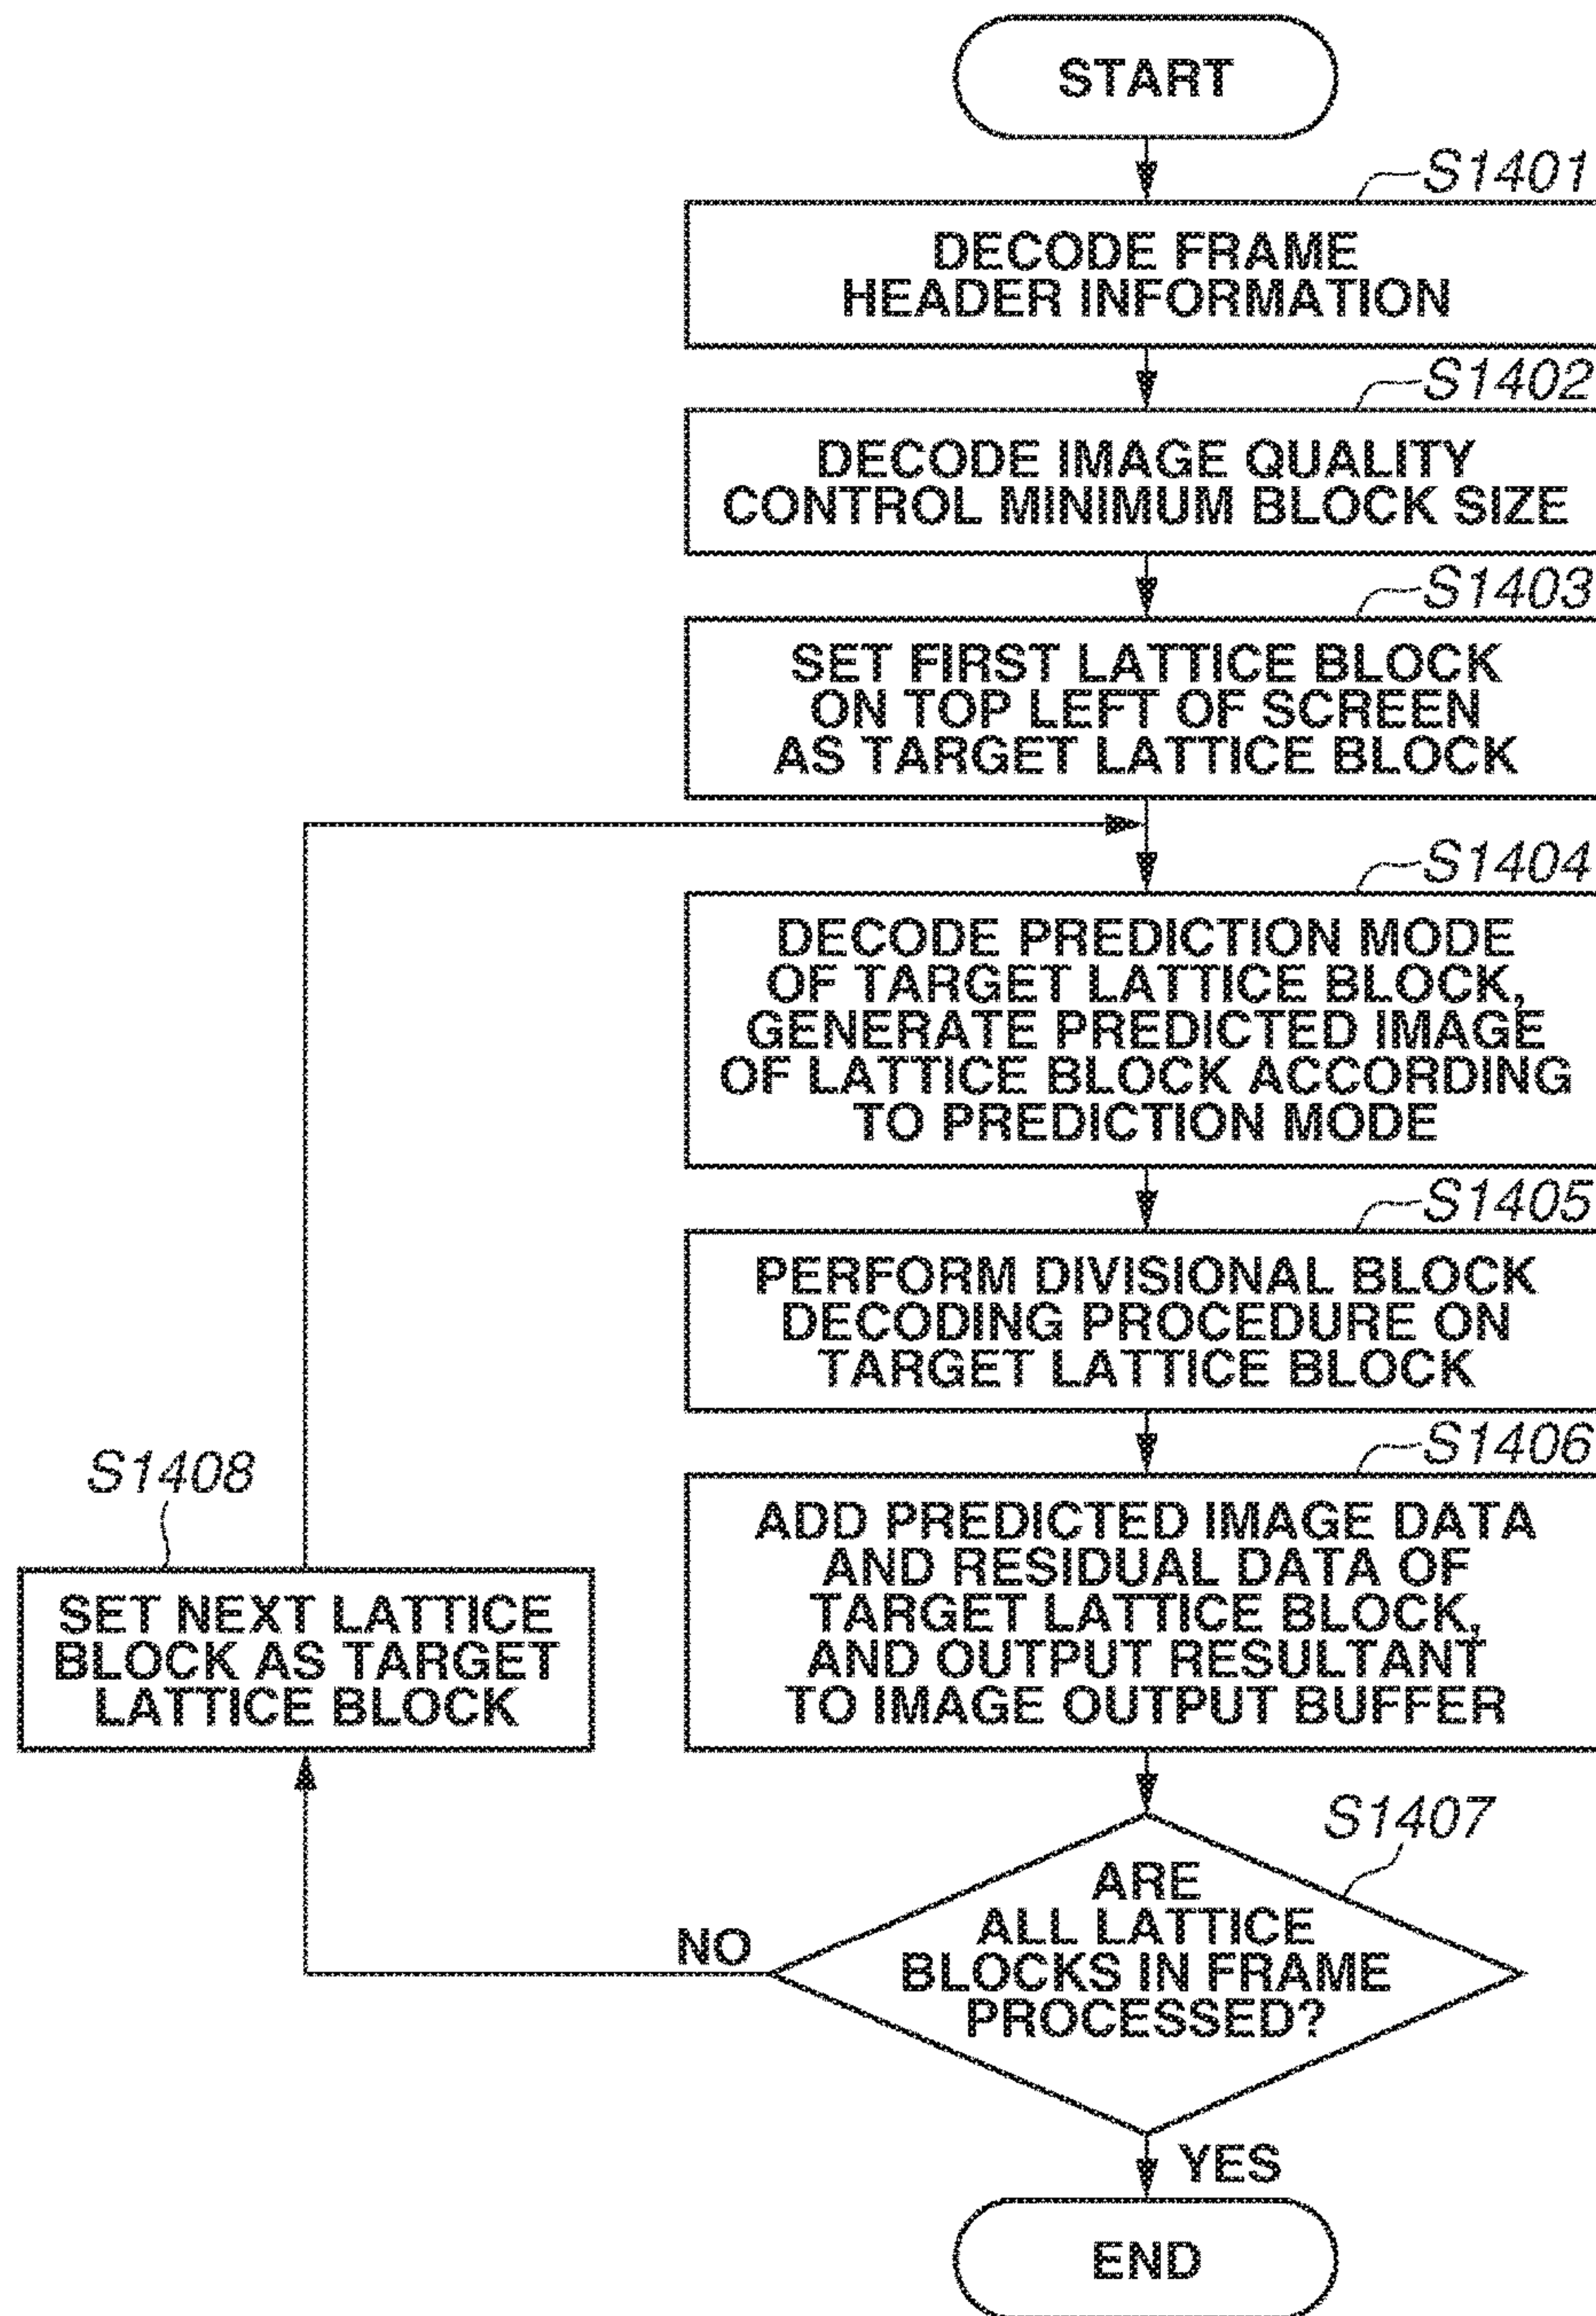 START
S1401
DECODE FRAME
HEADER INFORMATION
S1402
DECODE IMAGE QUALITY
CONTROL MINIMUM BLOCK SIZE
S1403
SET FIRST LATTICE BLOCK
ON TOP LEFT OF SCREEN
AS TARGET LATTICE BLOCK
S1404
DECODE PREDICTION MODE
OF TARGET LATTICE BLOCK,
GENERATE PREDICTED IMAGE
OF LATTICE BLOCK ACCORDING
TO PREDICTION MODE
S1405
PERFORM DIVISIONAL BLOCK
DECODING PROCEDURE ON
TARGET LATTICE BLOCK
S1406
ADD PREDICTED IMAGE DATA
AND RESIDUAL DATA OF
TARGET LATTICE BLOCK,
AND OUTPUT RESULTANT
TO IMAGE OUTPUT BUFFER
S1407
ARE
ALL LATTICE
BLOCKS IN FRAME
PROCESSED?
NO
S1408
SET NEXT LATTICE
BLOCK AS TARGET
LATTICE BLOCK
YES
END